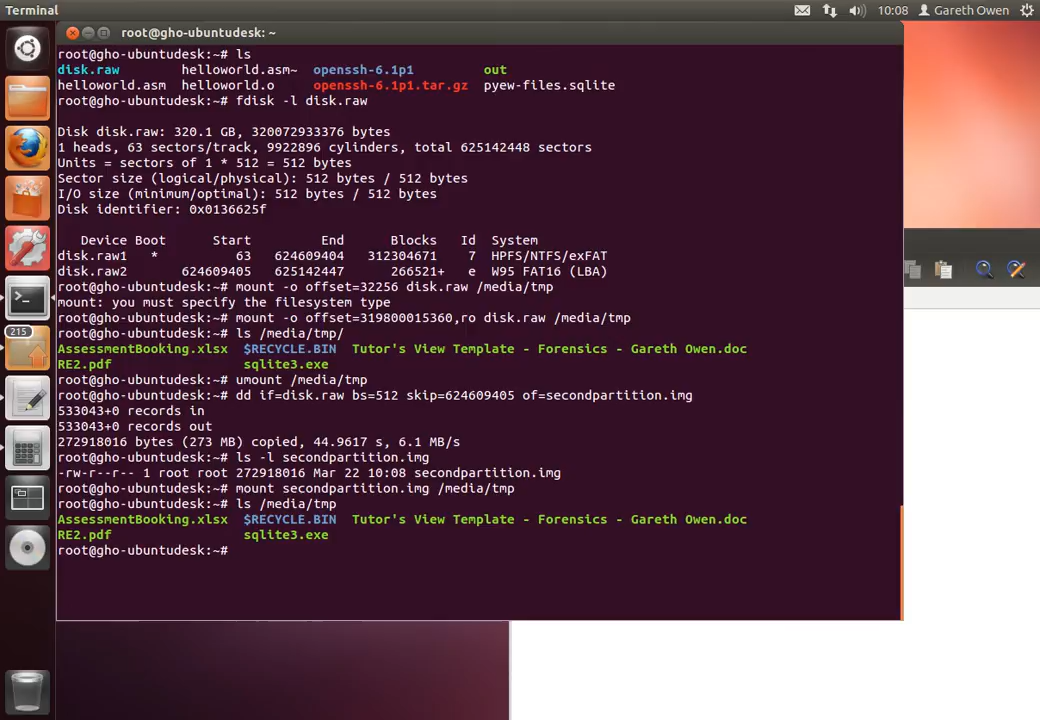 Terminal
10:08
Gareth Owen
root@gho-ubuntudesk: ~
root@gho-ubuntudesk:~# ls
disk.raw helloworld.asm~ openssh-6.1p1 out
helloworld.asm helloworld.o openssh-6.1p1.tar.gz pyew-files.sqlite
root@gho-ubuntudesk:~# fdisk -l disk.raw
Disk disk.raw: 320.1 GB, 320072933376 bytes
1 heads, 63 sectors/track, 9922896 cylinders, total 625142448 sectors
Units = sectors of 1 * 512 = 512 bytes
Sector size (logical/physical): 512 bytes / 512 bytes
I/O size (minimum/optimal): 512 bytes / 512 bytes
Disk identifier: 0x0136625f
Device Boot Start End Blocks Id System
disk.raw1 * 63 624609404 312304671 7 HPFS/NTFS/exFAT
disk.raw2 624609405 625142447 266521+ e W95 FAT16 (LBA)
root@gho-ubuntudesk:~# mount -o offset=32256 disk.raw /media/tmp
mount: you must specify the filesystem type
root@gho-ubuntudesk:~# mount -o offset=319800015360,ro disk.raw /media/tmp
root@gho-ubuntudesk:~# ls /media/tmp/
AssessmentBooking.xlsx $RECYCLE.BIN Tutor's View Template - Forensics - Gareth Owen.doc
RE2.pdf sqlite3.exe
root@gho-ubuntudesk:~# umount /media/tmp
root@gho-ubuntudesk:~# dd if=disk.raw bs=512 skip=624609405 of=secondpartition.img
533043+0 records in
533043+0 records out
272918016 bytes (273 MB) copied, 44.9617 s, 6.1 MB/s
root@gho-ubuntudesk:~# ls -l secondpartition.img
-rw-r--r-- 1 root root 272918016 Mar 22 10:08 secondpartition.img
root@gho-ubuntudesk:~# mount secondpartition.img /media/tmp
root@gho-ubuntudesk:~# ls /media/tmp
AssessmentBooking.xlsx $RECYCLE.BIN Tutor's View Template - Forensics - Gareth Owen.doc
RE2.pdf sqlite3.exe
root@gho-ubuntudesk:~#
215